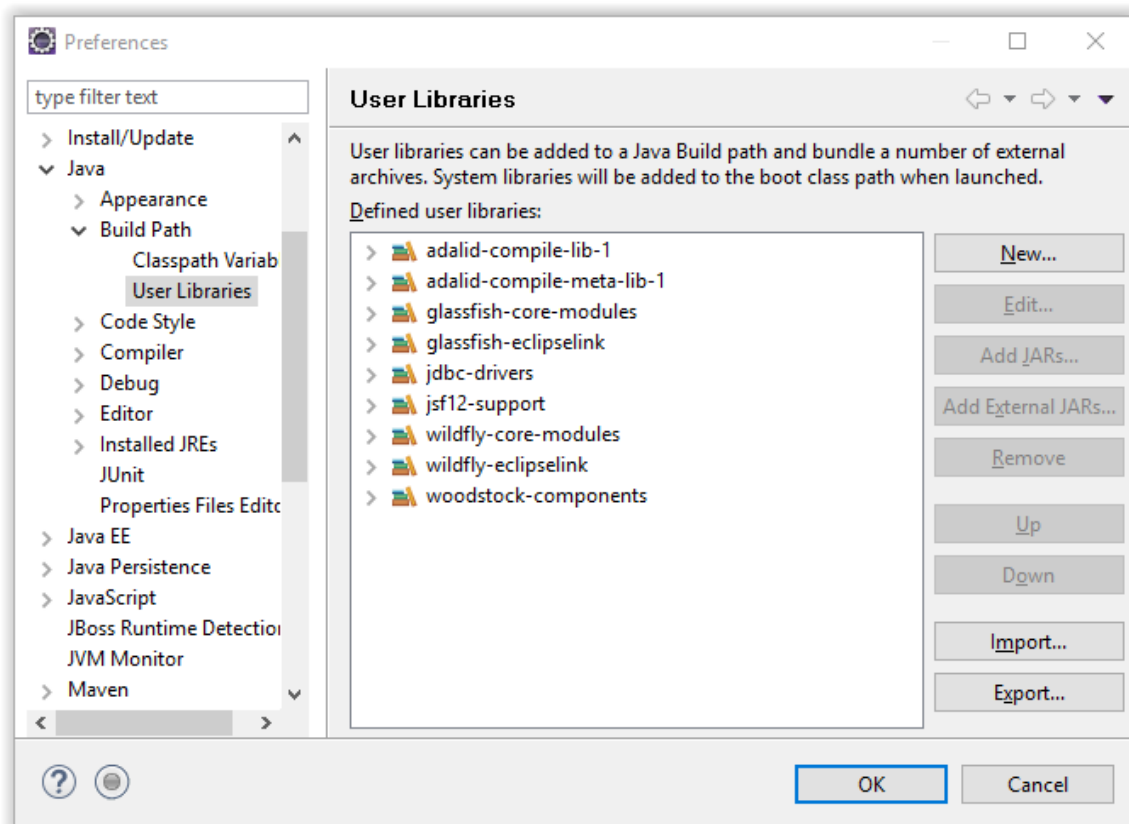 Preferences
type filter text
Install/Update
Java
Appearance
Build Path
Classpath Variab
User Libraries
Code Style
Compiler
Debug
Editor
Installed JREs
JUnit
Properties Files Edito
Java EE
Java Persistence
JavaScript
JBoss Runtime Detection
JVM Monitor
Maven
User Libraries
User libraries can be added to a Java Build path and bundle a number of external
archives. System libraries will be added to the boot class path when launched.
Defined user libraries:
adalid-compile-lib-1
adalid-compile-meta-lib-1
glassfish-core-modules
glassfish-eclipselink
jdbc-drivers
jsf12-support
wildfly-core-modules
wildfly-eclipselink
woodstock-components
New...
Edit...
Add JARs...
Add External JARs...
Remove
Up
Down
Import...
Export...
OK
Cancel